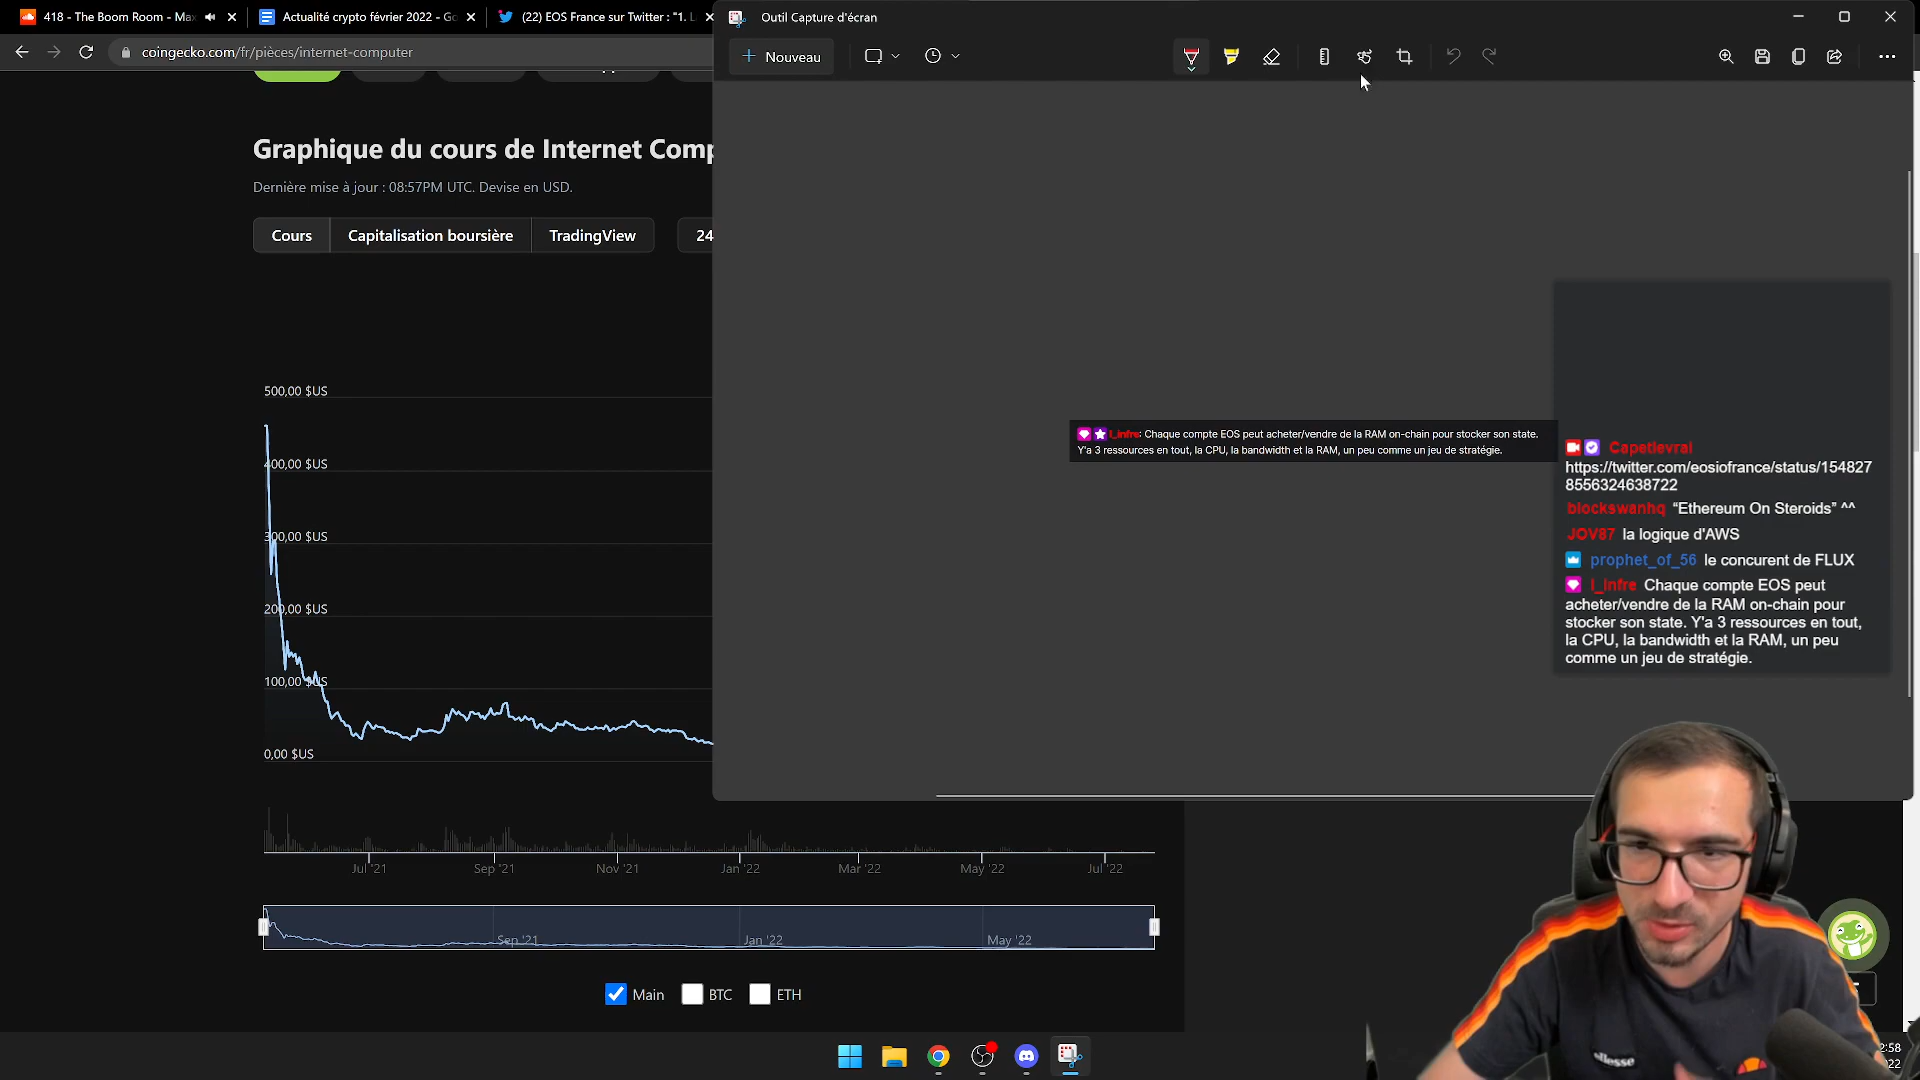 418 - The Boom Room - Max
Actualité crypto février 2022 - Go
(22) EOS France sur Twitter : "1. L
Outil Capture d'écran
coingecko.com/fr/pièces/internet-computer
Nouveau
Graphique du cours de Internet Comp
Dernière mise à jour : 08:57PM UTC. Devise en USD.
Cours
Capitalisation boursière
TradingView
24
500,00 $US
400,00 $US
300,00 $US
200,00 $US
100,00 $US
0,00 $US
l_infre: Chaque compte EOS peut acheter/vendre de la RAM on-chain pour stocker son state.
Y'a 3 ressources en tout, la CPU, la bandwidth et la RAM, un peu comme un jeu de stratégie.
Capetlevrai
https://twitter.com/eosiofrance/status/154827
8556324638722
blockswanhq "Ethereum On Steroids" ^^
JOV87 la logique d'AWS
prophet_of_56 le concurent de FLUX
l_infre Chaque compte EOS peut
acheter/vendre de la RAM on-chain pour
stocker son state. Y'a 3 ressources en tout,
la CPU, la bandwidth et la RAM, un peu
comme un jeu de stratégie.
Jul '21
Sep '21
Nov '21
Jan '22
Mar '22
May '22
Jul '22
Sep '21
Jan '22
May '22
Main
BTC
ETH
ellesse
2:58
022